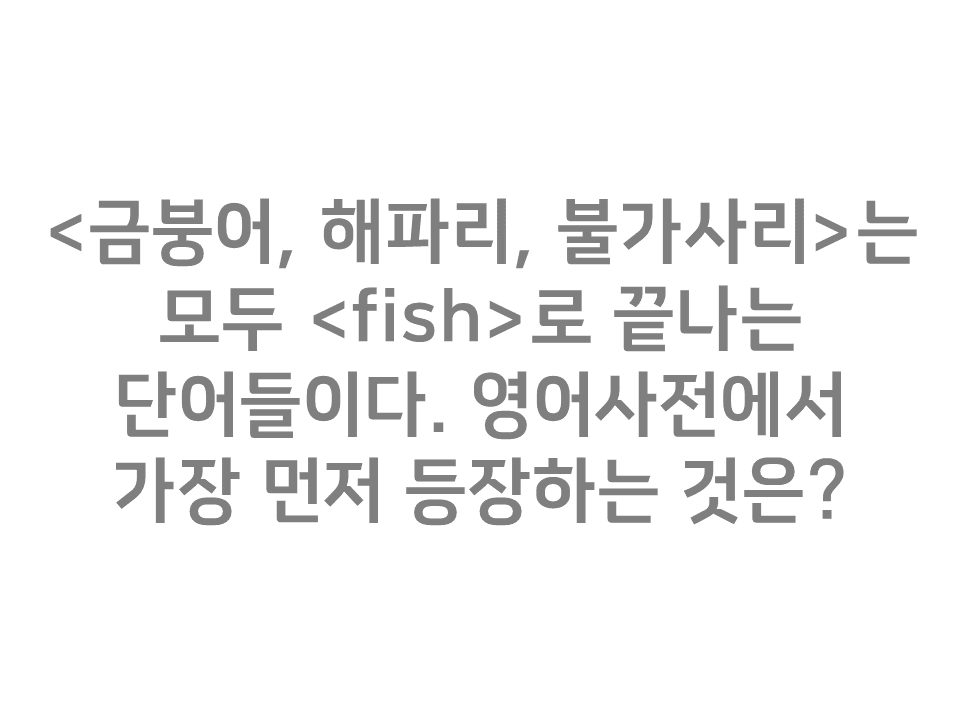 <금붕어, 해파리, 불가사리>는
모두 <fish>로 끝나는
단어들이다. 영어사전에서
가장 먼저 등장하는 것은?